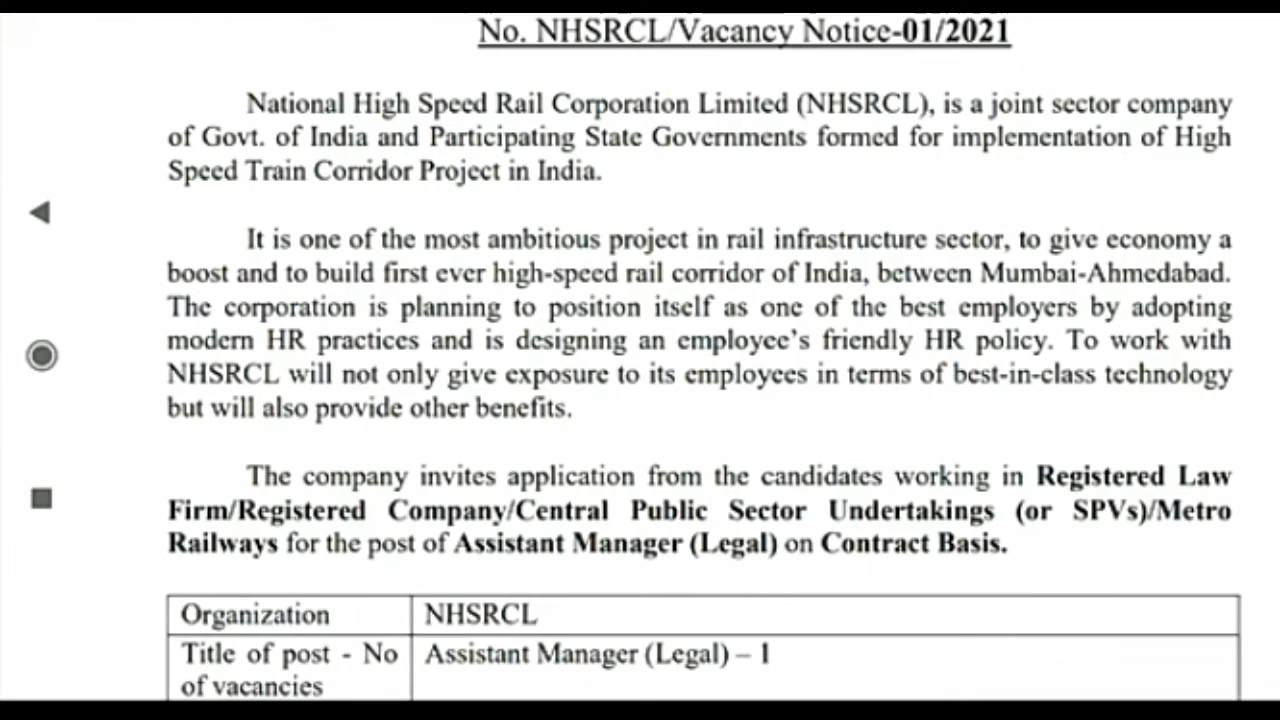 No. NHSRCL/Vacancy Notice-01/2021
National High Speed Rail Corporation Limited (NHSRCL), is a joint sector company
of Govt. of India and Participating State Governments formed for implementation of High
Speed Train Corridor Project in India.
It is one of the most ambitious project in rail infrastructure sector, to give economy a
boost and to build first ever high-speed rail corridor of India, between Mumbai-Ahmedabad.
The corporation is planning to position itself as one of the best employers by adopting
modern HR practices and is designing an employee's friendly HR policy. To work with
NHSRCL will not only give exposure to its employees in terms of best-in-class technology
but will also provide other benefits.
The company invites application from the candidates working in Registered Law
Firm/Registered Company/Central Public Sector Undertakings (or SPVs)/Metro
Railways for the post of Assistant Manager (Legal) on Contract Basis.
Organization NHSRCL
Title of post - No Assistant Manager (Legal) – 1
of vacancies